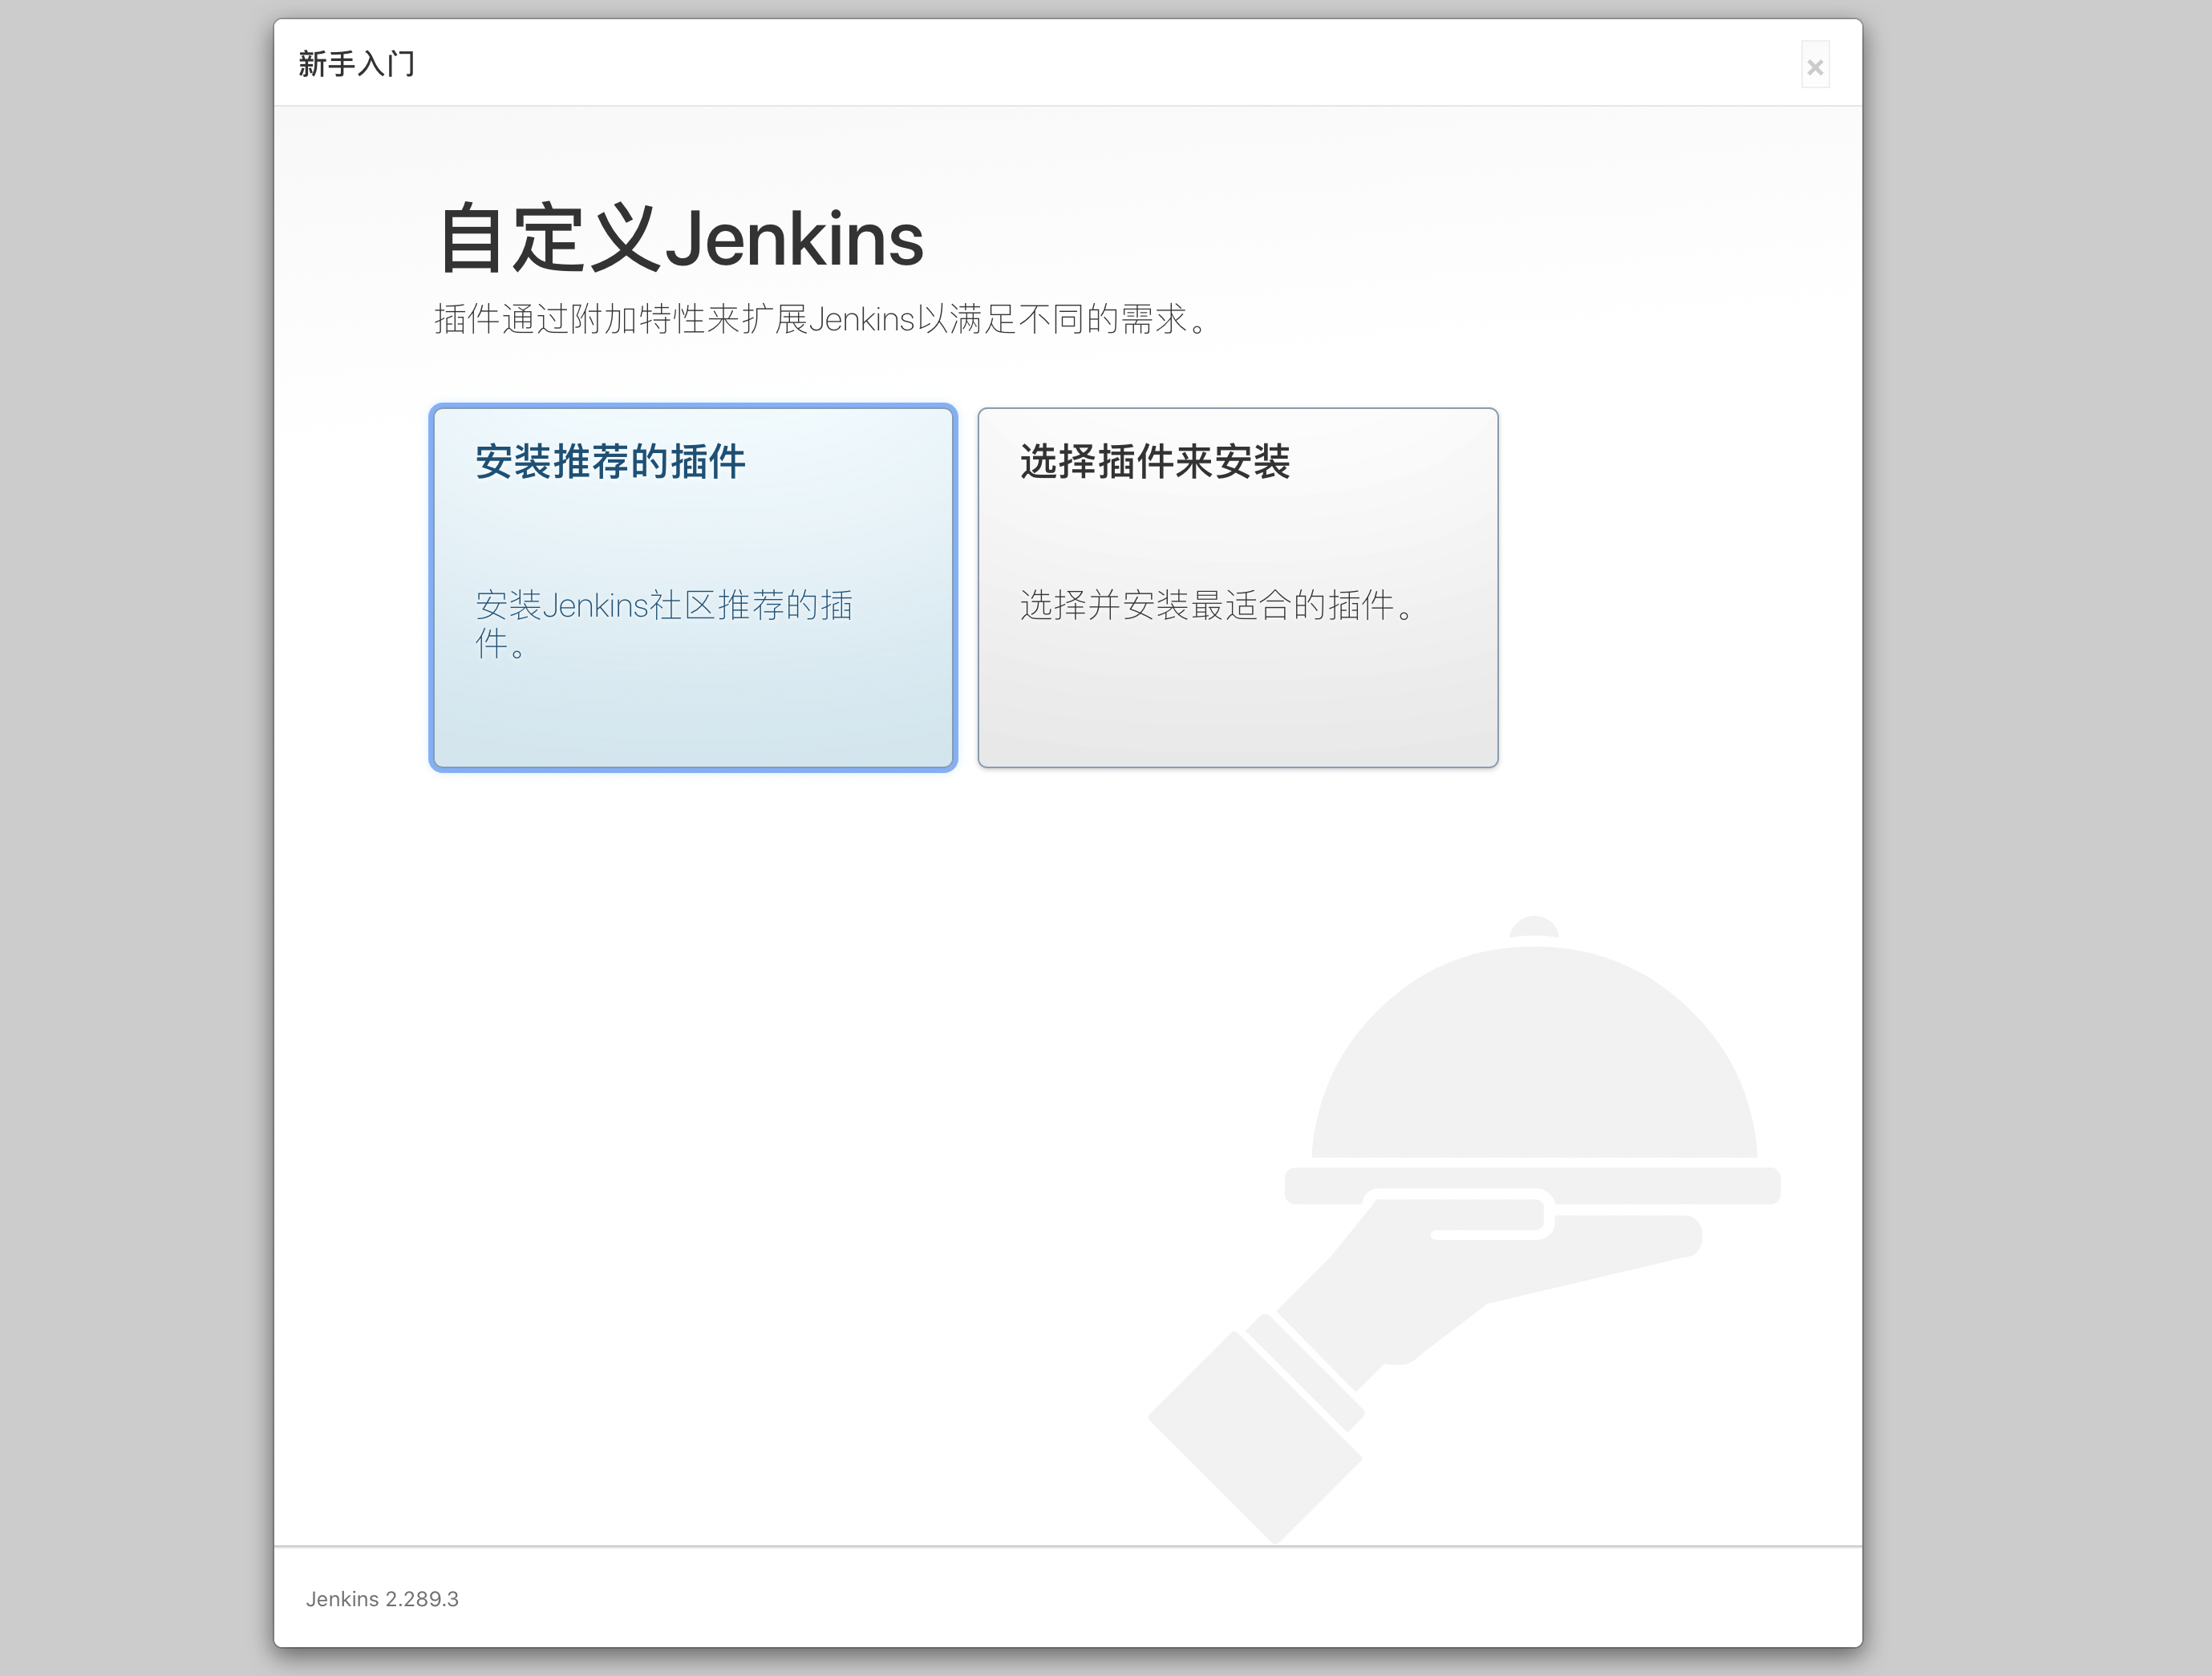 新手入门
×
自定义Jenkins
插件通过附加特性来扩展Jenkins以满足不同的需求。
安装推荐的插件
安装Jenkins社区推荐的插
件。
选择插件来安装
选择并安装最适合的插件。
Jenkins 2.289.3